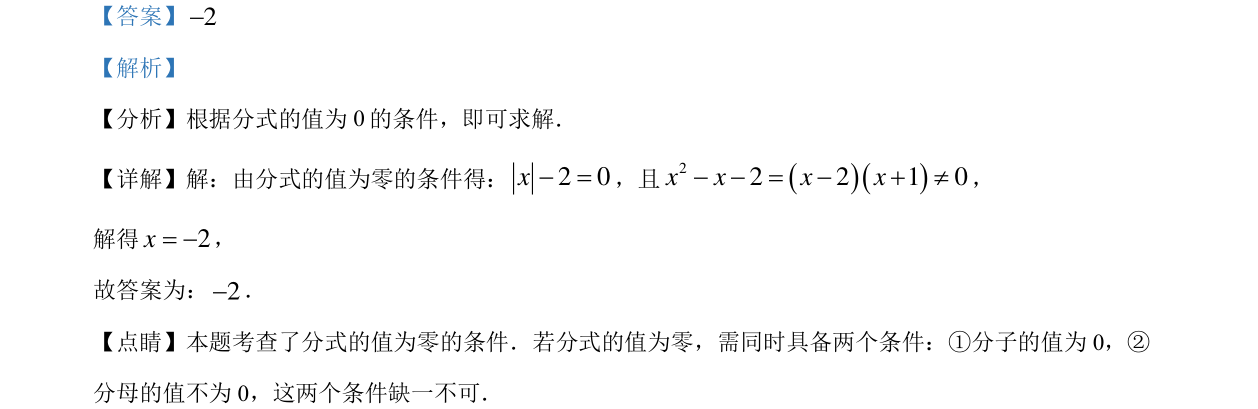 【答案】−2
【解析】
【分析】根据分式的值为 0 的条件，即可求解．
【详解】解：由分式的值为零的条件得：|x|−2=0，且 x²−x−2=(x−2)(x+1)≠0，
解得 x=−2，
故答案为：−2．
【点睛】本题考查了分式的值为零的条件．若分式的值为零，需同时具备两个条件：①分子的值为 0，②
分母的值不为 0，这两个条件缺一不可．